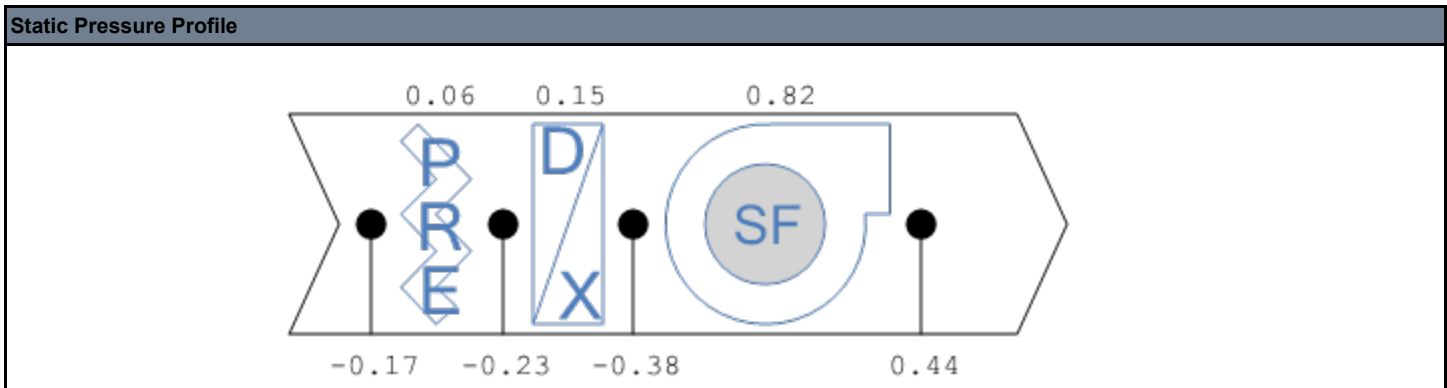 Static Pressure Profile
0.06 0.15 0.82
P
R
E
D
X
SF
-0.17 -0.23 -0.38 0.44